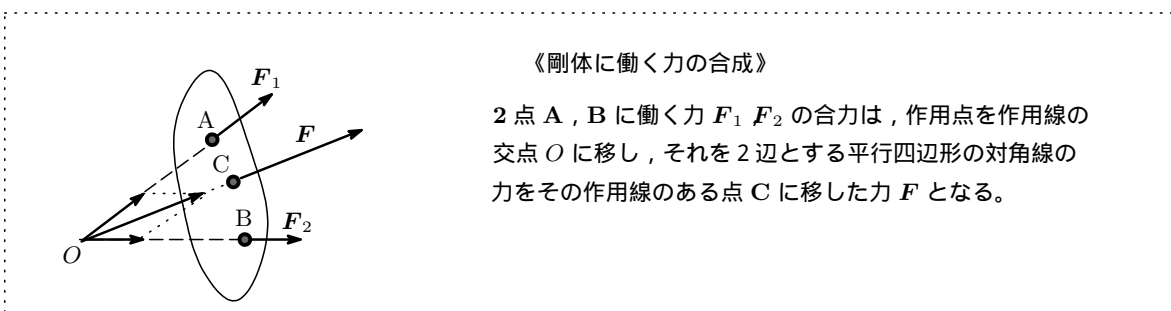 《剛体に働く力の合成》
2 点 A , B に働く力 F₁ F₂ の合力は , 作用点を作用線の
交点 O に移し , それを 2 辺とする平行四辺形の対角線の
力をその作用線のある点 C に移した力 F となる。
F₁
A
F
C
B
F₂
O